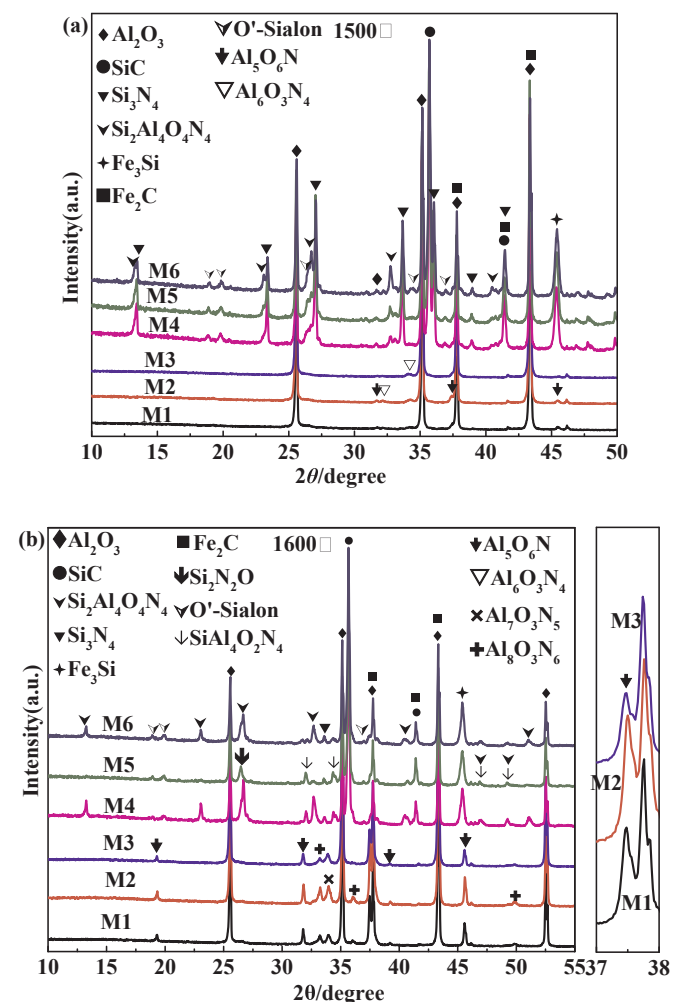 (a)
Al₂O₃
SiC
Si₃N₄
Si₂Al₄O₄N₄
Fe₃Si
Fe₂C
O'-Sialon
Al₅O₆N
Al₆O₃N₄
1500□
Intensity(a.u.)
M6
M5
M4
M3
M2
M1
10 15 20 25 30 35 40 45 50
2θ/degree
(b)
Al₂O₃
SiC
Si₂Al₄O₄N₄
Si₃N₄
Fe₃Si
Fe₂C
Si₂N₂O
O'-Sialon
SiAl₄O₂N₄
1600□
Al₅O₆N
Al₆O₃N₄
Al₇O₃N₅
Al₈O₃N₆
Intensity(a.u.)
M6
M5
M4
M3
M2
M1
10 15 20 25 30 35 40 45 50 55
2θ/degree
M3
M2
M1
37 38